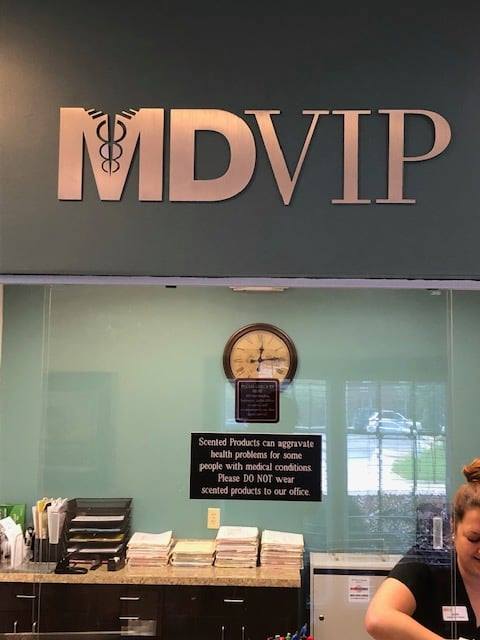 MDVIP
Scented Products can aggravate
health problems for some
people with medical conditions.
Please DO NOT wear
scented products to our office.